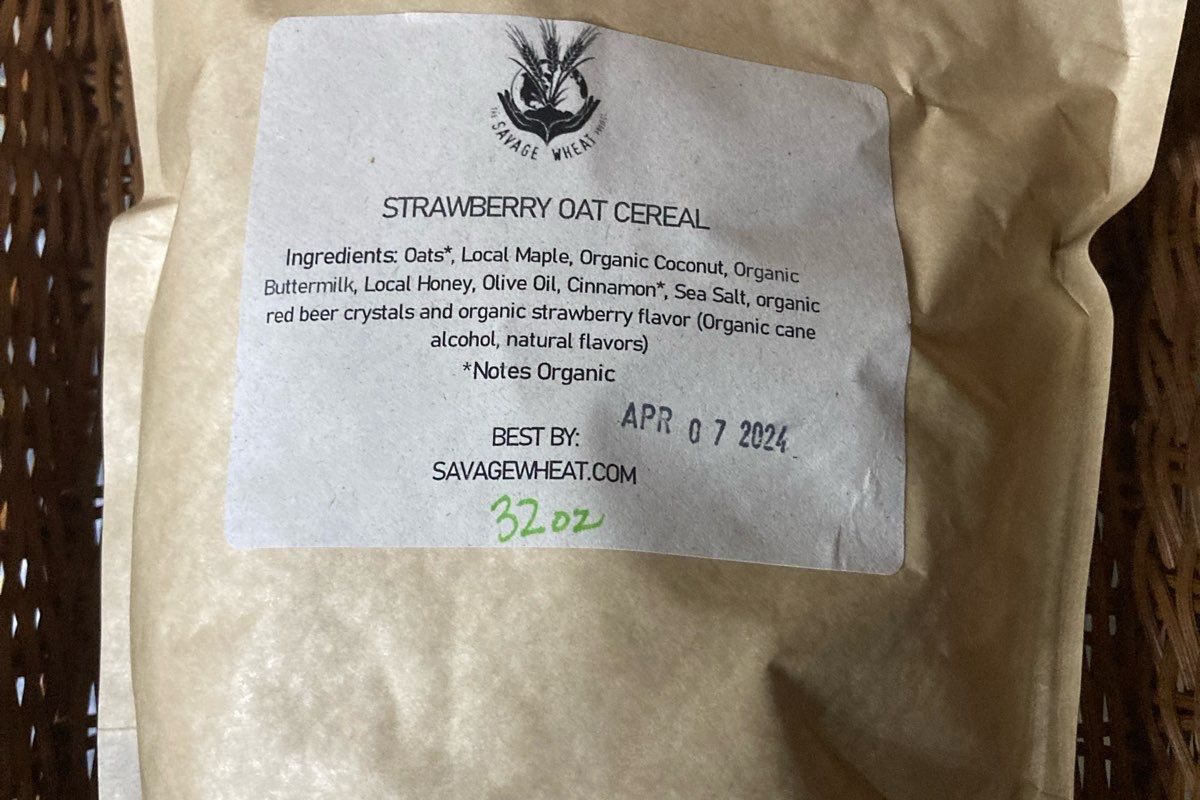 THE SAVAGE WHEAT
STRAWBERRY OAT CEREAL
Ingredients: Oats*, Local Maple, Organic Coconut, Organic
Buttermilk, Local Honey, Olive Oil, Cinnamon*, Sea Salt, organic
red beer crystals and organic strawberry flavor (Organic cane
alcohol, natural flavors)
*Notes Organic
BEST BY: APR 07 2024
SAVAGEWHEAT.COM
32oz